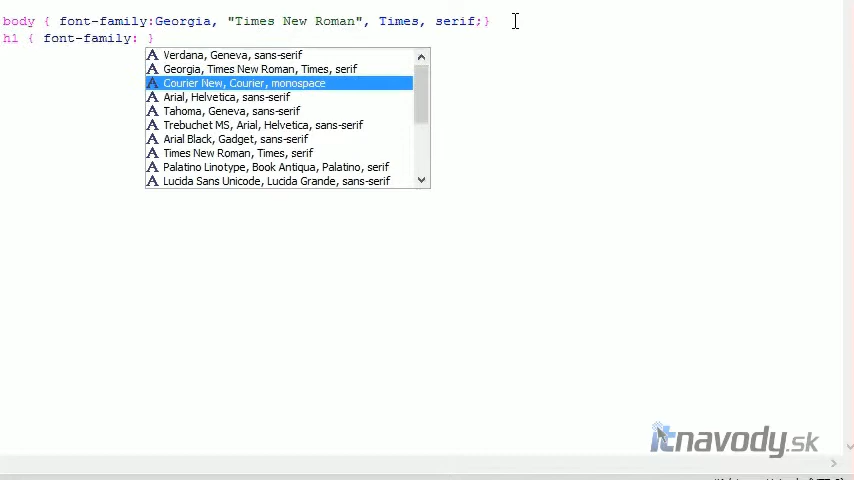 body { font-family:Georgia, "Times New Roman", Times, serif;}
h1 { font-family: }
Verdana, Geneva, sans-serif
Georgia, Times New Roman, Times, serif
Courier New, Courier, monospace
Arial, Helvetica, sans-serif
Tahoma, Geneva, sans-serif
Trebuchet MS, Arial, Helvetica, sans-serif
Arial Black, Gadget, sans-serif
Times New Roman, Times, serif
Palatino Linotype, Book Antiqua, Palatino, serif
Lucida Sans Unicode, Lucida Grande, sans-serif
itnavody.sk